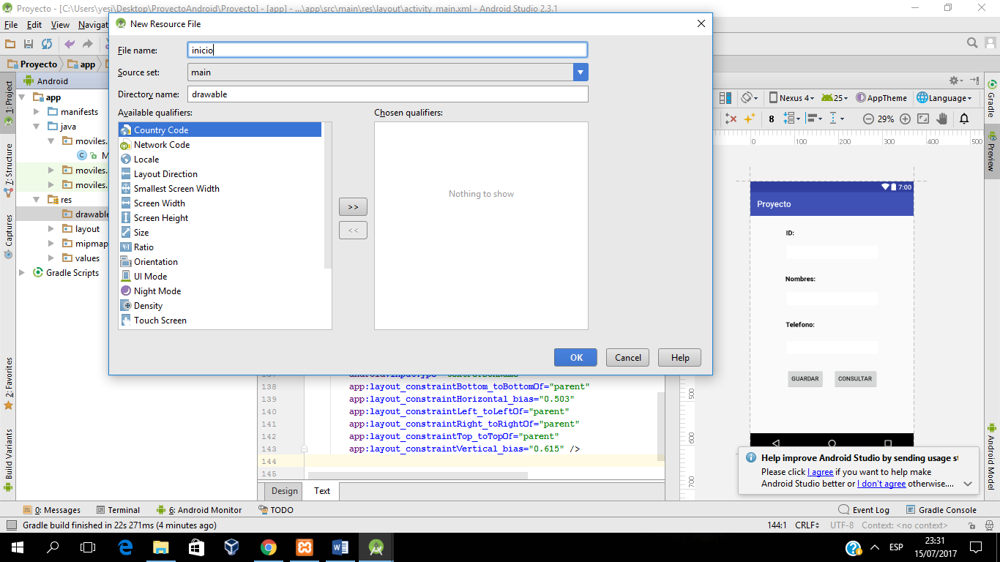 Proyecto - [C:\Users\yesi\Desktop\ProyectoAndroid\Proyecto] - [app] - ...\app\src\main\res\layout\activity_main.xml - Android Studio 2.3.1
File Edit View Navigat
New Resource File
File name: inicio
Source set: main
Directory name: drawable
Available qualifiers: Chosen qualifiers:
Country Code
Network Code
Locale
Layout Direction
Smallest Screen Width
Screen Width
Screen Height
Size
Ratio
Orientation
UI Mode
Night Mode
Density
Touch Screen
>>
<<
Nothing to show
OK Cancel Help
Proyecto app
Android
app
manifests
java
moviles.
C M
moviles.
moviles.
res
drawable
layout
mipmap
values
Gradle Scripts
1: Project
7: Structure
Captures
2: Favorites
Build Variants
Nexus 4 25 AppTheme Language
8 29%
0 100 200 300 400 500
7:00
Proyecto
ID:
Nombres:
Telefono:
GUARDAR CONSULTAR
500
600
700
Gradle
Preview
Android Model
138 app:layout_constraintBottom_toBottomOf="parent"
139 app:layout_constraintHorizontal_bias="0.503"
140 app:layout_constraintLeft_toLeftOf="parent"
141 app:layout_constraintRight_toRightOf="parent"
142 app:layout_constraintTop_toTopOf="parent"
143 app:layout_constraintVertical_bias="0.615" />
144
145
Design Text
Help improve Android Studio by sending usage st
Please click I agree if you want to help make
Android Studio better or I don't agree otherwise....
0: Messages Terminal 6: Android Monitor TODO Event Log Gradle Console
Gradle build finished in 22s 271ms (4 minutes ago) 144:1 CRLF UTF-8 Context: <no context>
ESP 23:31
15/07/2017